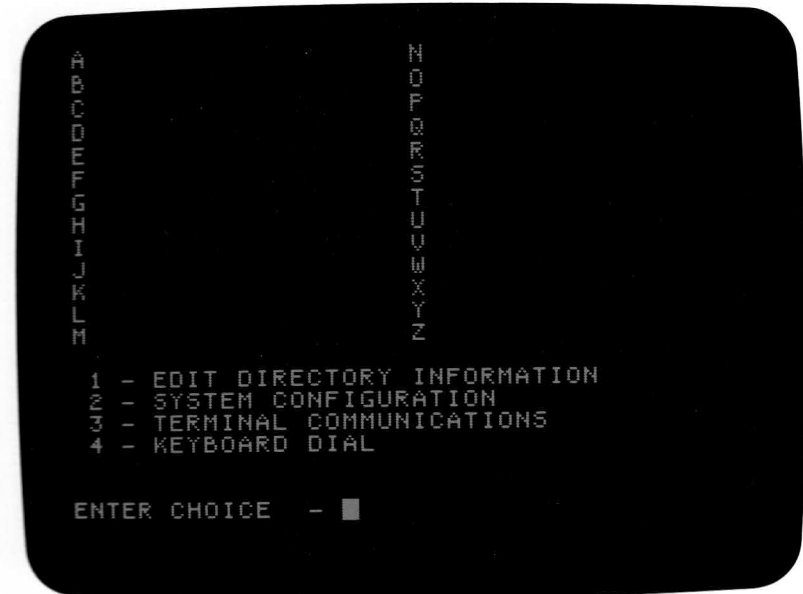 A N
B O
C P
D Q
E R
F S
G T
H U
I V
J W
K X
L Y
M Z
1 - EDIT DIRECTORY INFORMATION
2 - SYSTEM CONFIGURATION
3 - TERMINAL COMMUNICATIONS
4 - KEYBOARD DIAL
ENTER CHOICE -